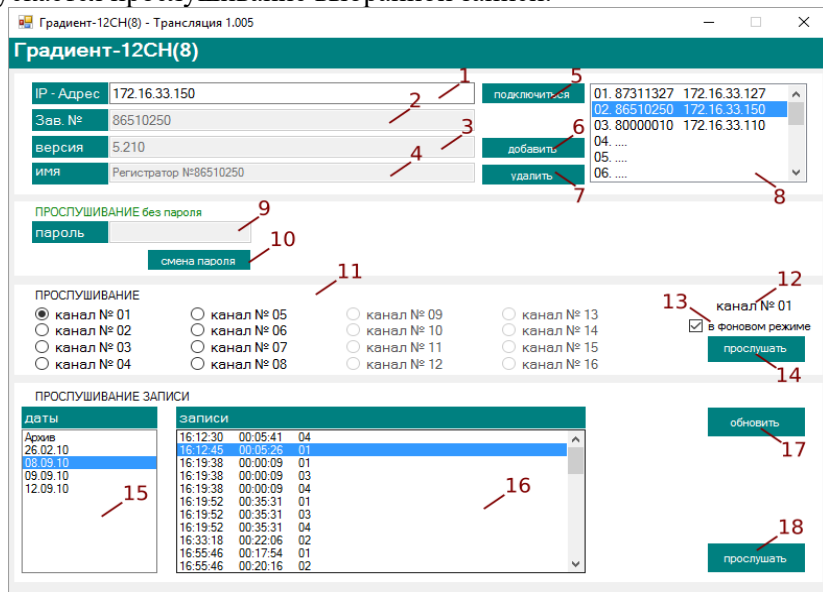 ускается прослушивание выбранной записи.
Градиент-12CH(8) - Трансляция 1.005
Градиент-12CH(8)
IP - Адрес 172.16.33.150 1 подключиться 5
Зав. № 86510250 2
версия 5.210 3 добавить 6
имя Регистратор №86510250 4 удалить 7
01. 87311327 172.16.33.127
02. 86510250 172.16.33.150
03. 80000010 172.16.33.110
04. ....
05. ....
06. ....
8
ПРОСЛУШИВАНИЕ без пароля
пароль 9
смена пароля 10
11
ПРОСЛУШИВАНИЕ
канал № 01 канал № 05 канал № 09 канал № 13
канал № 02 канал № 06 канал № 10 канал № 14
канал № 03 канал № 07 канал № 11 канал № 15
канал № 04 канал № 08 канал № 12 канал № 16
12
канал № 01
13
в фоновом режиме
прослушать
14
ПРОСЛУШИВАНИЕ ЗАПИСИ
даты
Архив
26.02.10
08.09.10
09.09.10
12.09.10
15
записи
16:12:30 00:05:41 04
16:12:45 00:05:26 01
16:19:38 00:00:09 01
16:19:38 00:00:09 03
16:19:38 00:00:09 04
16:19:52 00:35:31 01
16:19:52 00:35:31 03
16:19:52 00:35:31 04
16:33:18 00:22:06 02
16:55:46 00:17:54 01
16:55:46 00:20:16 02
16
обновить
17
18
прослушать